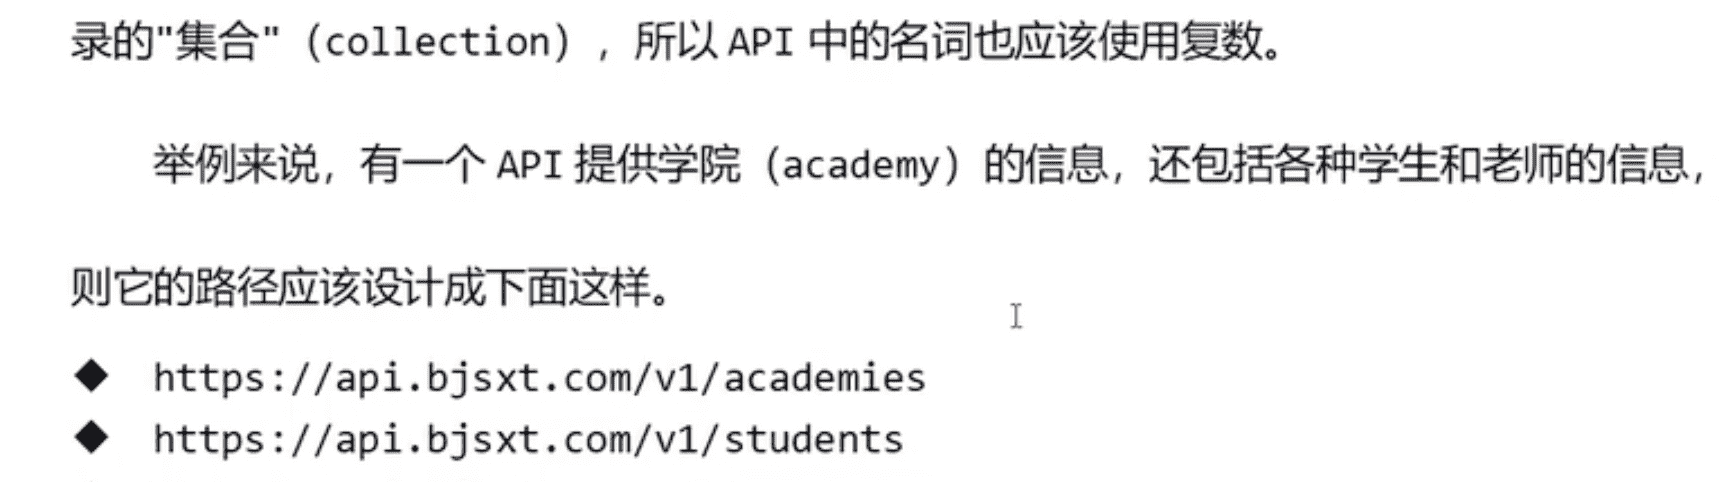 录的"集合"（collection），所以 API 中的名词也应该使用复数。
举例来说，有一个 API 提供学院（academy）的信息，还包括各种学生和老师的信息，
则它的路径应该设计成下面这样。
◆ https://api.bjsxt.com/v1/academies
◆ https://api.bjsxt.com/v1/students